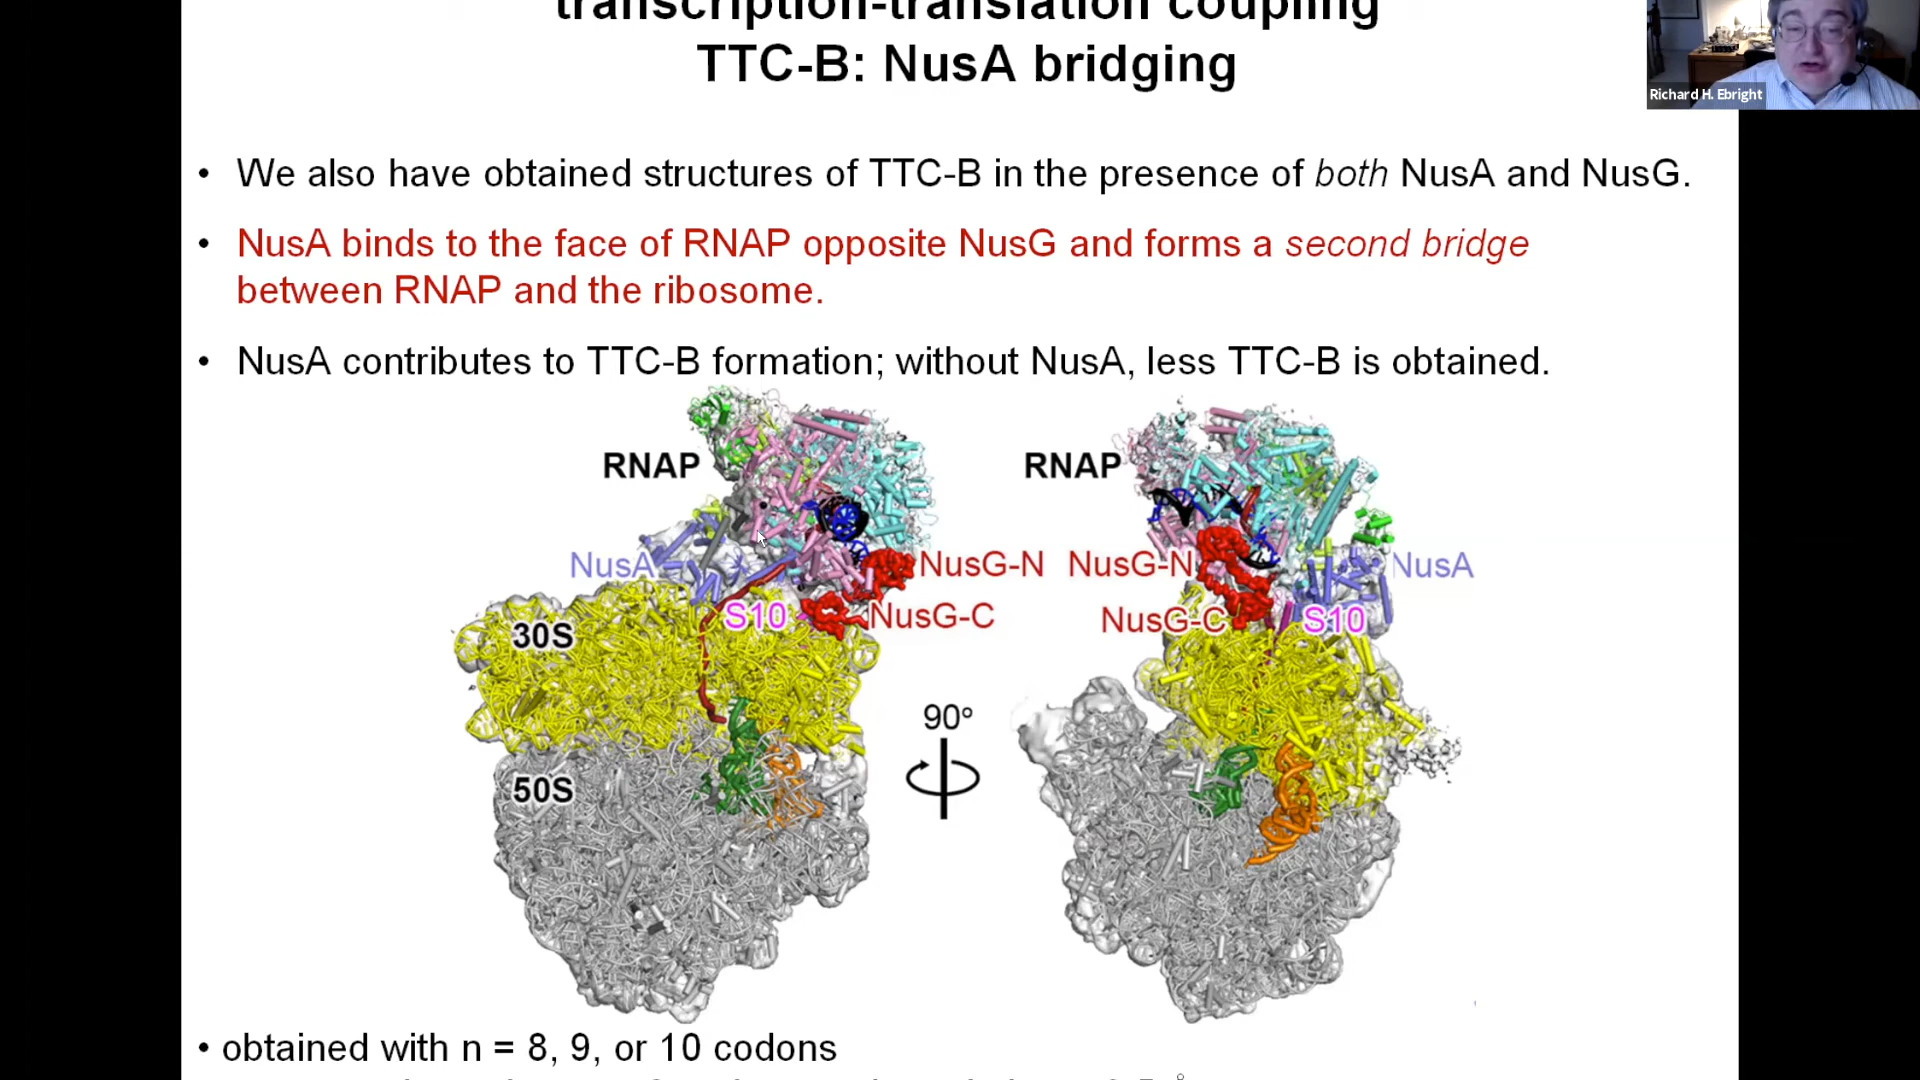 transcription-translation coupling
TTC-B: NusA bridging
Richard H. Ebright
• We also have obtained structures of TTC-B in the presence of both NusA and NusG.
• NusA binds to the face of RNAP opposite NusG and forms a second bridge
between RNAP and the ribosome.
• NusA contributes to TTC-B formation; without NusA, less TTC-B is obtained.
RNAP RNAP
NusA NusG-N NusG-N NusA
S10 NusG-C NusG-C S10
30S
90°
50S
• obtained with n = 8, 9, or 10 codons